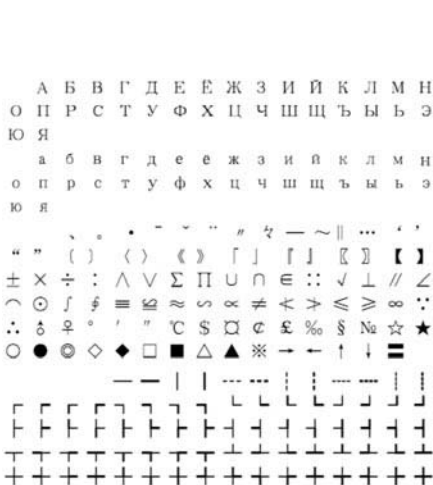 А Б В Г Д Е Ё Ж З И Й К Л М Н
О П Р С Т У Ф Х Ц Ч Ш Щ Ъ Ы Ь Э
Ю Я
а б в г д е ё ж з и й к л м н
о п р с т у ф х ц ч ш щ ъ ы ь э
ю я
、 。 · ˉ ˇ ¨ 〃 々 — ～ ‖ … ‘ ’
“ ” 〔 〕 〈 〉 《 》 「 」 『 』 〖 〗 【 】
± × ÷ ∶ ∧ ∨ ∑ ∏ ∪ ∩ ∈ ∷ √ ⊥ ∥ ∠
⌒ ⊙ ∫ ∮ ≡ ≌ ≈ ∽ ∝ ≠ ≮ ≯ ≤ ≥ ∞ ∵
∴ ♂ ♀ ° ′ ″ ℃ $ ¤ ¢ £ ‰ § № ☆ ★
○ ● ◎ ◇ ◆ □ ■ △ ▲ ※ → ← ↑ ↓ 〓